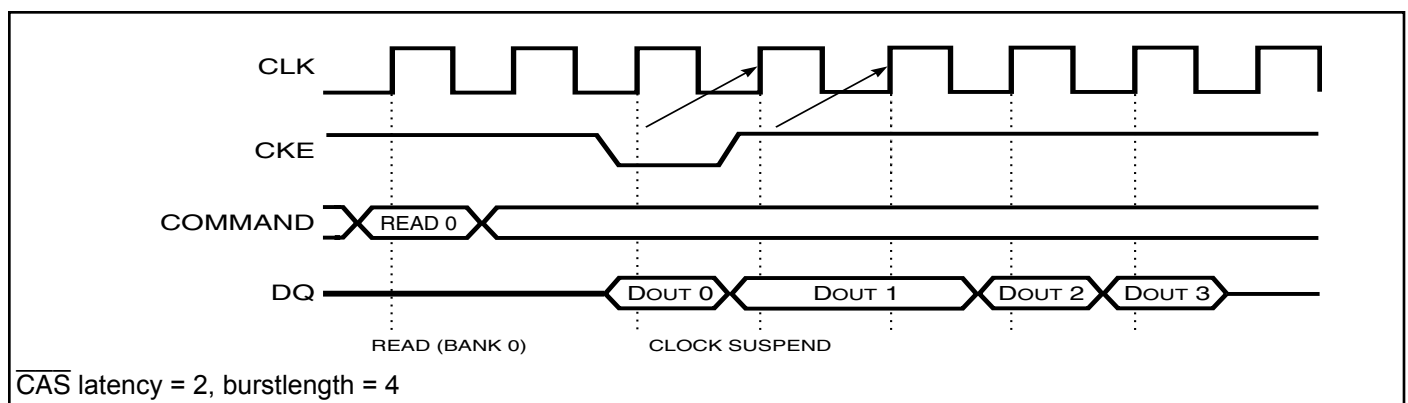 CLK
CKE
COMMAND READ 0
DQ DOUT 0 DOUT 1 DOUT 2 DOUT 3
READ (BANK 0) CLOCK SUSPEND
C̅A̅S̅ latency = 2, burstlength = 4